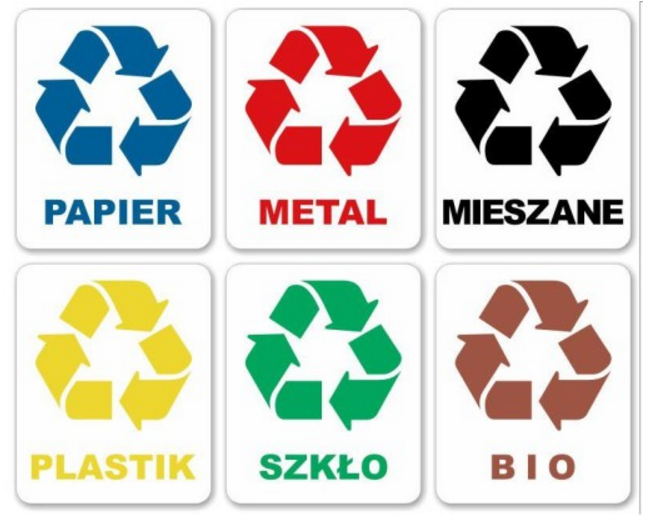 PAPIER
METAL
MIESZANE
PLASTIK
SZKŁO
BIO